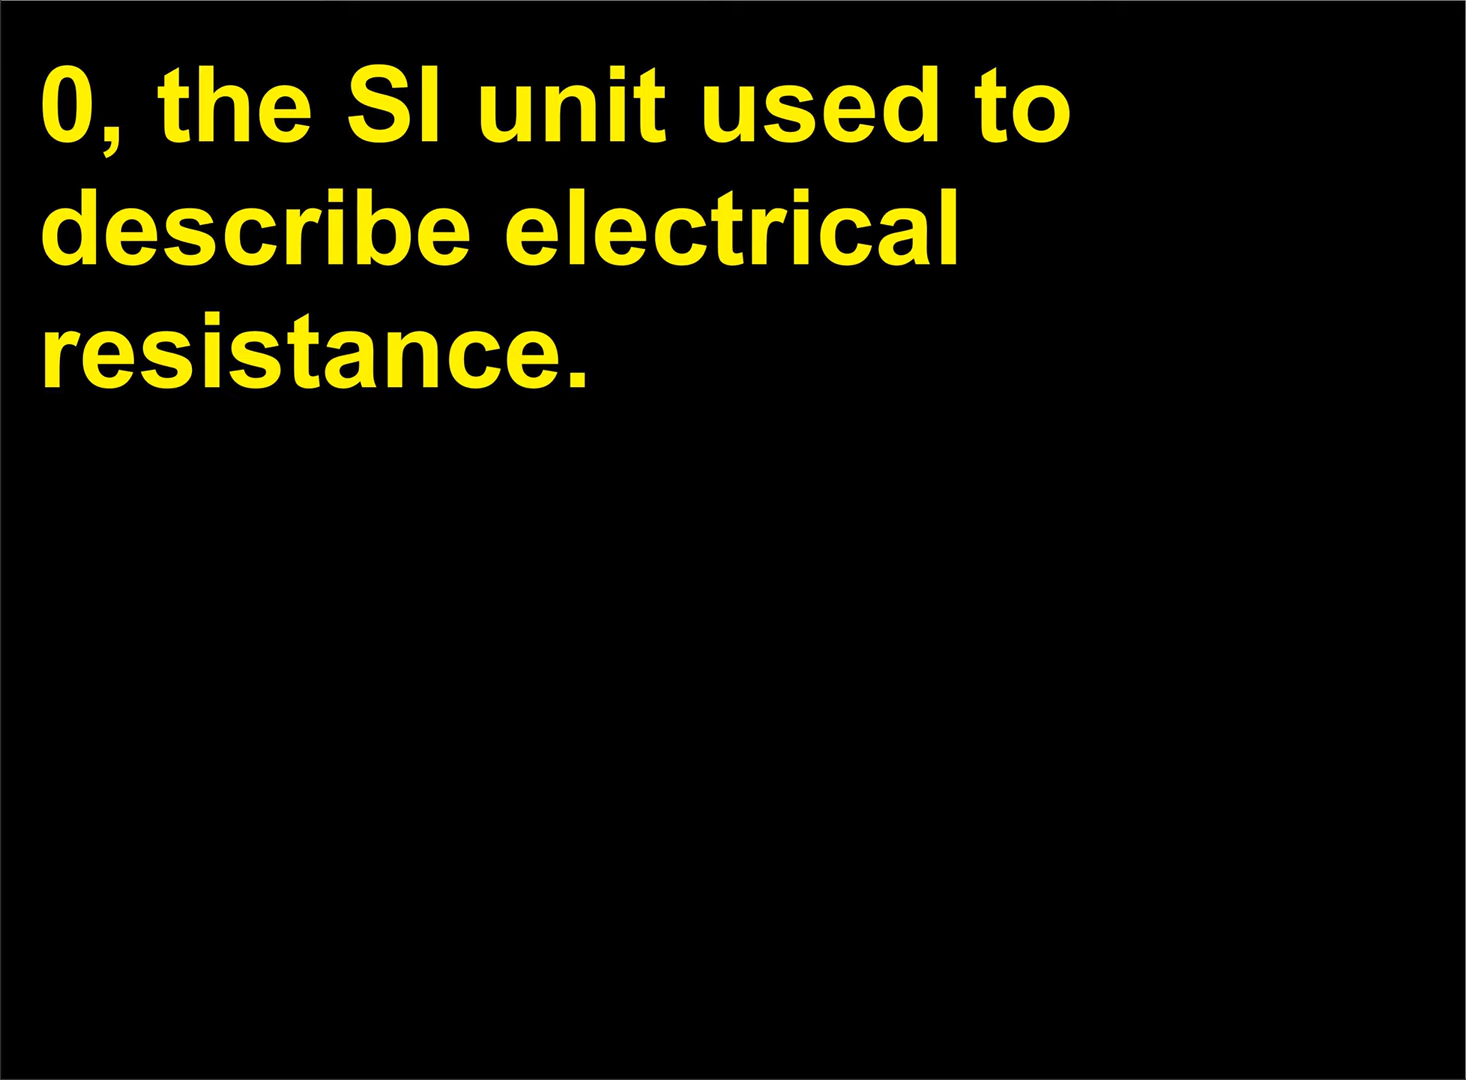 0, the SI unit used to
describe electrical
resistance.